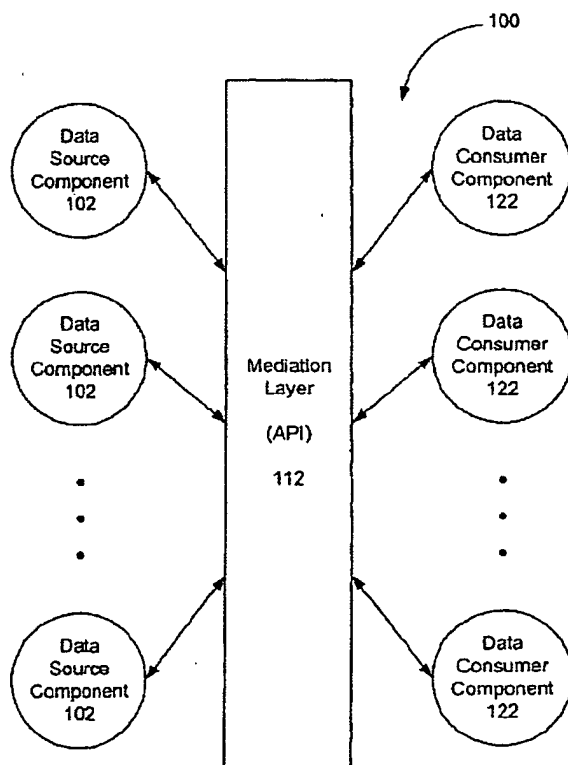 100
Data
Source
Component
102
Data
Consumer
Component
122
Data
Source
Component
102
Data
Consumer
Component
122
Mediation
Layer
(API)
112
Data
Source
Component
102
Data
Consumer
Component
122